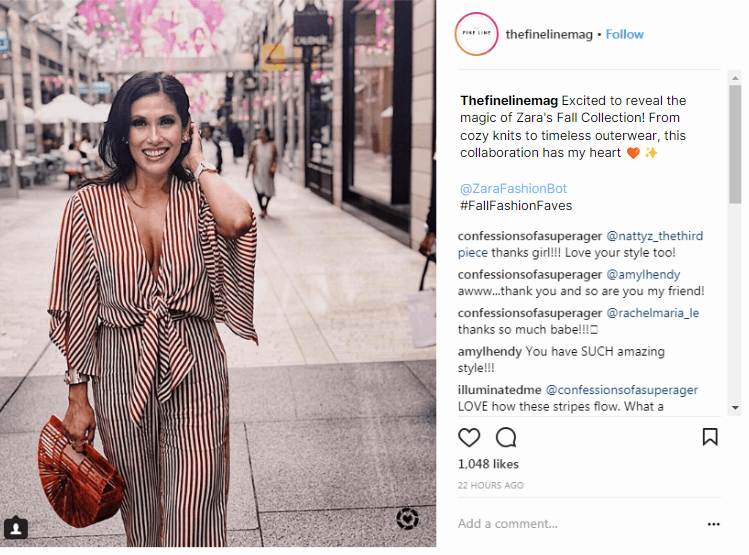 FINE LINE
thefinelinemag • Follow
Thefinelinemag Excited to reveal the
magic of Zara's Fall Collection! From
cozy knits to timeless outerwear, this
collaboration has my heart ❤️‍🔥 ✨
@ZaraFashionBot
#FallFashionFaves
confessionsofasuperager @nattyz_thethird
piece thanks girl!!! Love your style too!
confessionsofasuperager @amylhendy
awww...thank you and so are you my friend!
confessionsofasuperager @rachelmaria_le
thanks so much babe!!!□
amylhendy You have SUCH amazing
style!!!
illuminatedme @confessionsofasuperager
LOVE how these stripes flow. What a
1,048 likes
22 HOURS AGO
Add a comment...